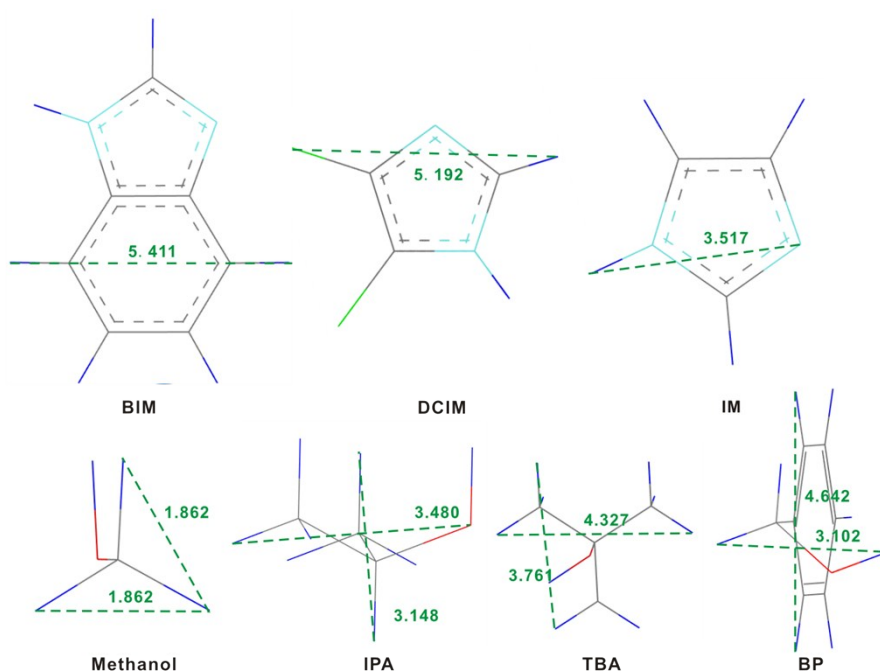 5. 411
5. 192
3.517
BIM
DCIM
IM
1.862
1.862
3.480
3.148
4.327
3.761
4.642
3.102
Methanol
IPA
TBA
BP